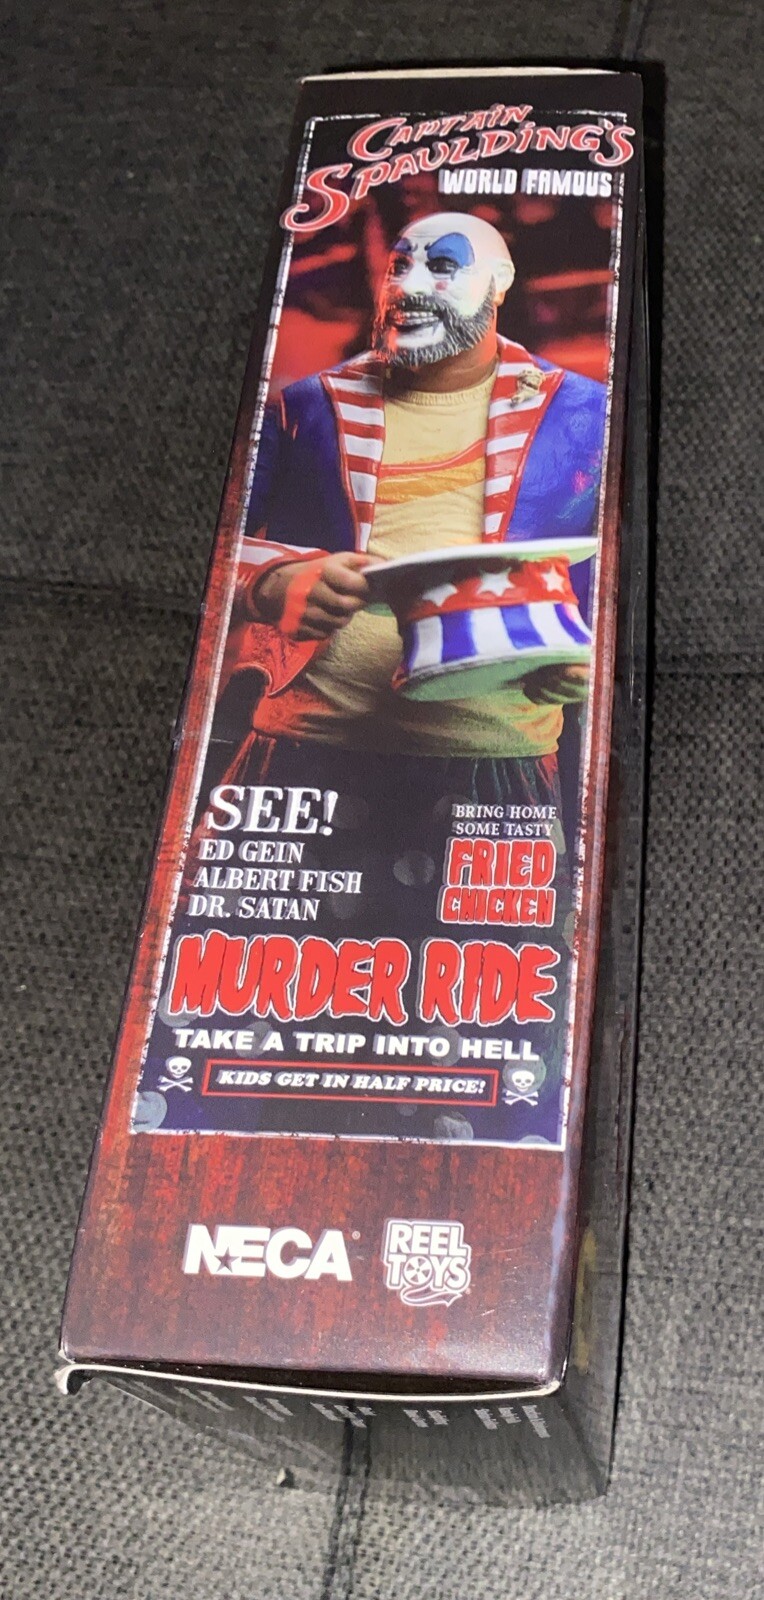 CAPTAIN
SPAULDING'S
WORLD FAMOUS
SEE!
ED GEIN
ALBERT FISH
DR. SATAN
BRING HOME
SOME TASTY
FRIED
CHICKEN
MURDER RIDE
TAKE A TRIP INTO HELL
KIDS GET IN HALF PRICE!
NECA®
REEL
TOYS